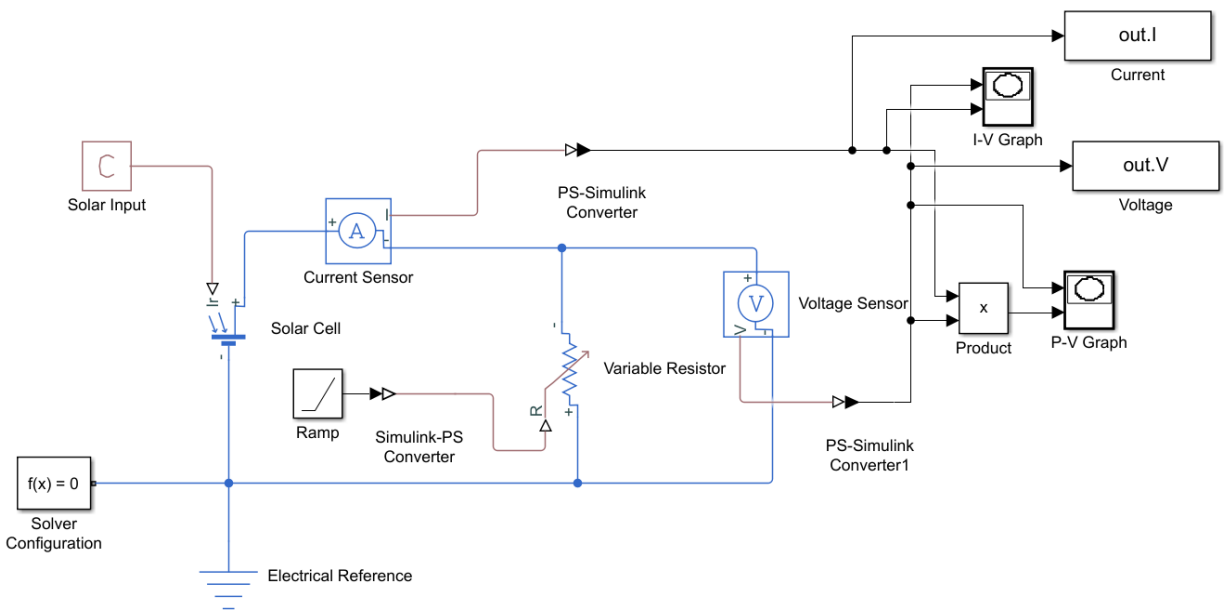 out.I
Current
I-V Graph
C
Solar Input
out.V
Voltage
PS-Simulink
Converter
+
A
I
-
Current Sensor
Ir
+
-
Solar Cell
+
V
V
-
Voltage Sensor
x
Product
P-V Graph
-
Variable Resistor
R
+
Ramp
Simulink-PS
Converter
PS-Simulink
Converter1
f(x) = 0
Solver
Configuration
Electrical Reference